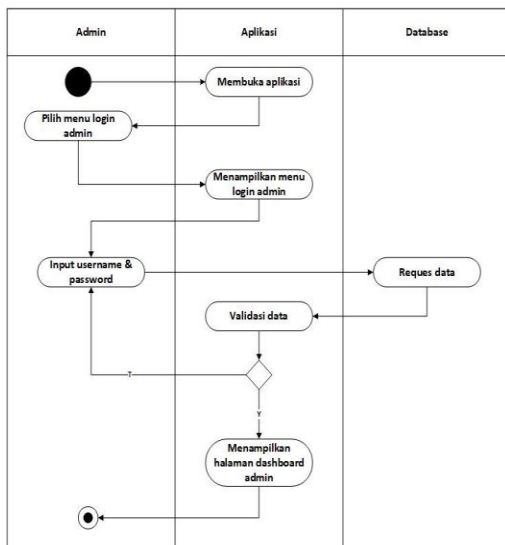 Admin
Aplikasi
Database
Membuka aplikasi
Pilih menu login
admin
Menampilkan menu
login admin
Input username &
password
Reques data
Validasi data
T
Y
Menampilkan
halaman dashboard
admin